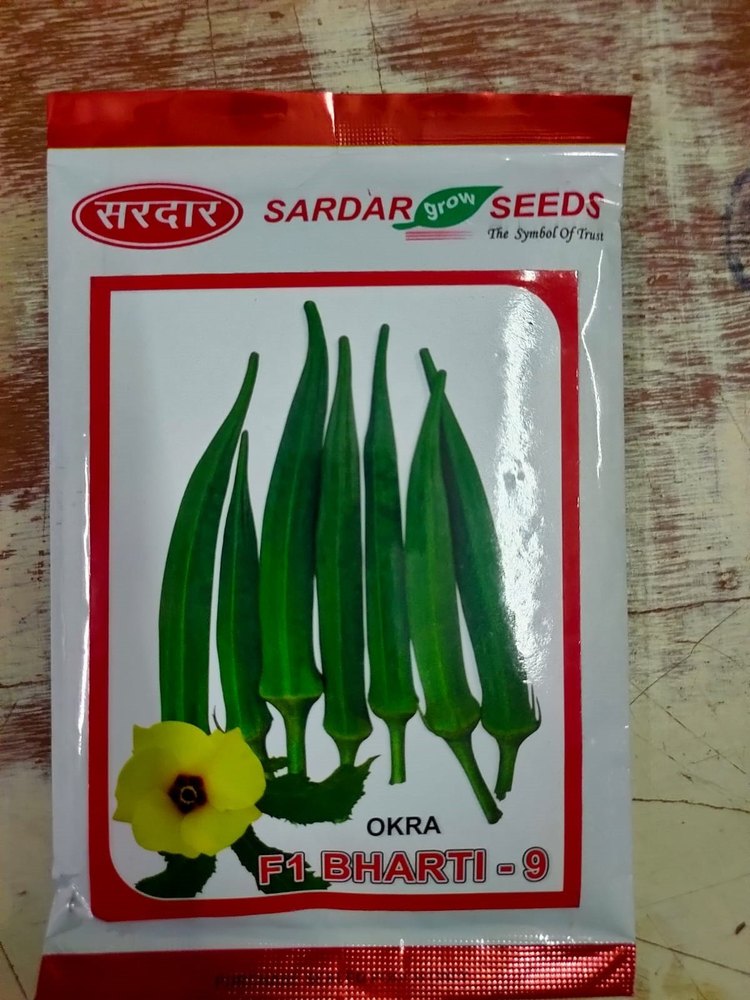 सरदार
SARDAR grow SEEDS
The Symbol Of Trust
OKRA
F1 BHARTI - 9